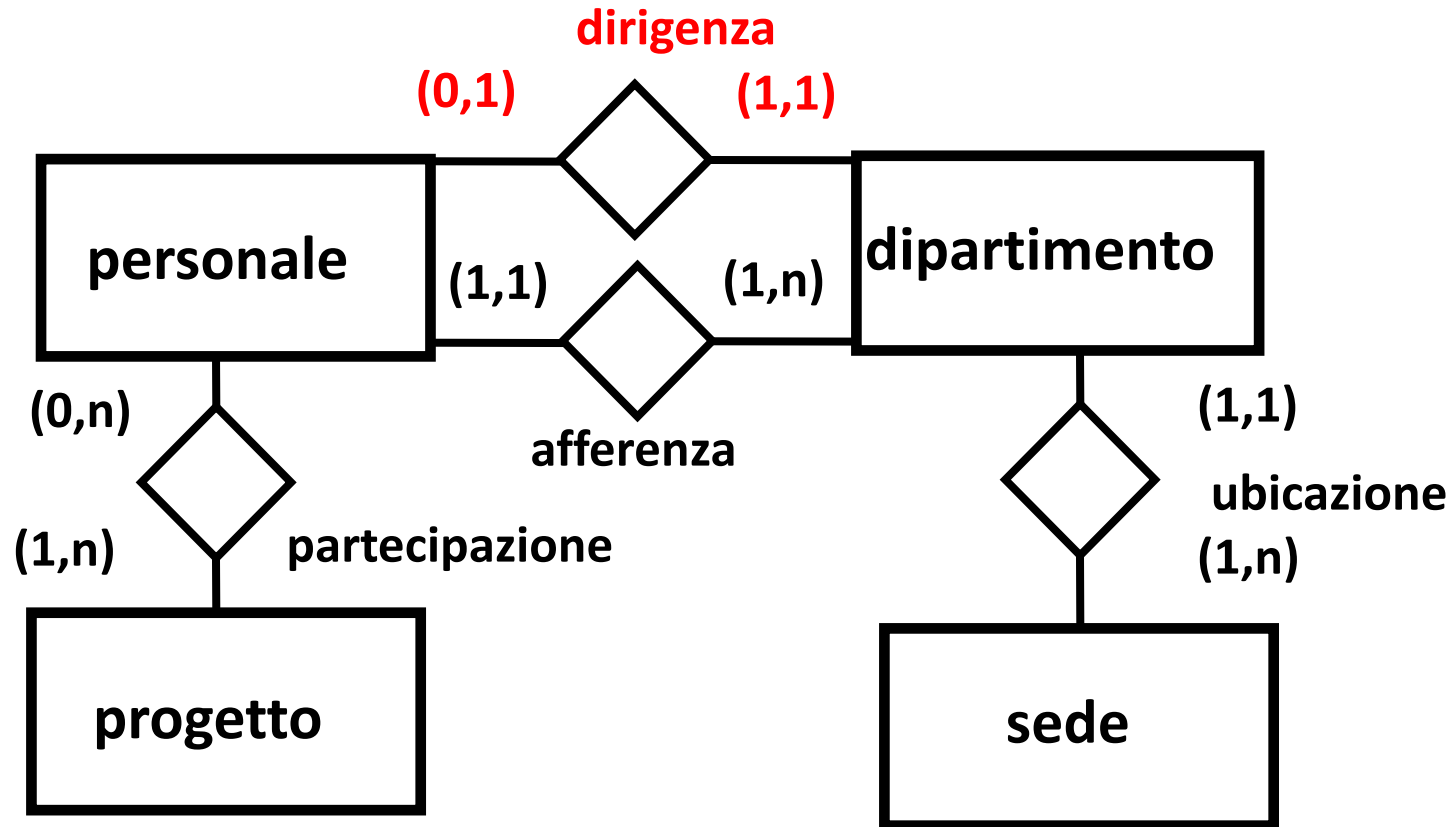 dirigenza
(0,1) (1,1)
personale
dipartimento
(1,1) (1,n)
(0,n)
(1,1)
afferenza
ubicazione
(1,n)
partecipazione
(1,n)
progetto
sede